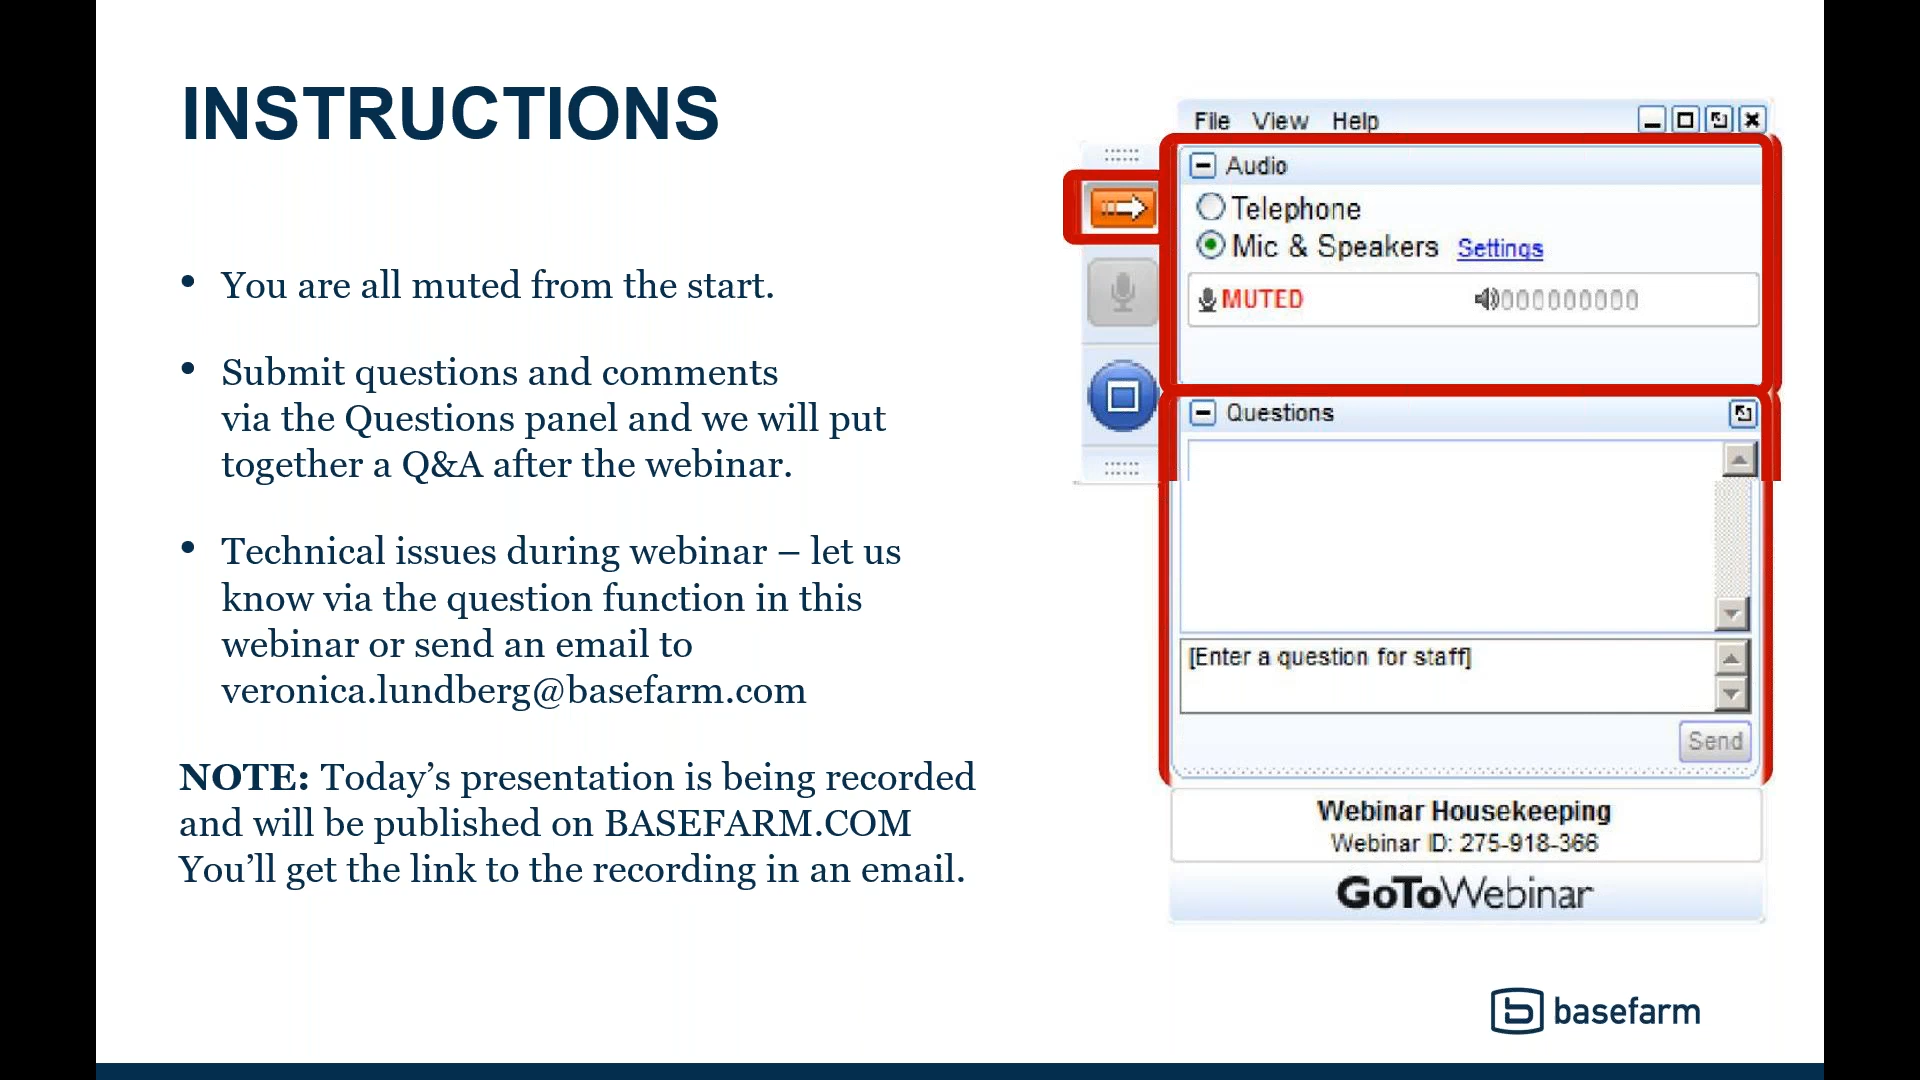 INSTRUCTIONS
• You are all muted from the start.
• Submit questions and comments
via the Questions panel and we will put
together a Q&A after the webinar.
• Technical issues during webinar – let us
know via the question function in this
webinar or send an email to
veronica.lundberg@basefarm.com
NOTE: Today’s presentation is being recorded
and will be published on BASEFARM.COM
You’ll get the link to the recording in an email.
File View Help
Audio
Telephone
Mic & Speakers Settings
MUTED
Questions
[Enter a question for staff]
Send
Webinar Housekeeping
Webinar ID: 275-918-366
GoToWebinar
basefarm